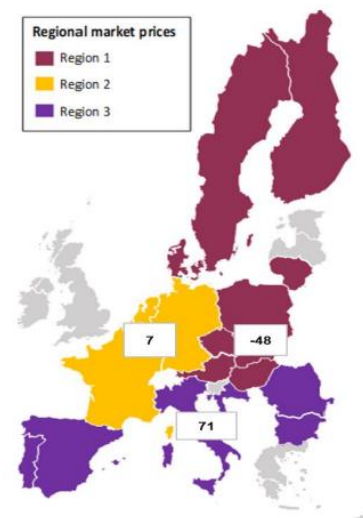 Regional market prices
Region 1
Region 2
Region 3
7
-48
71